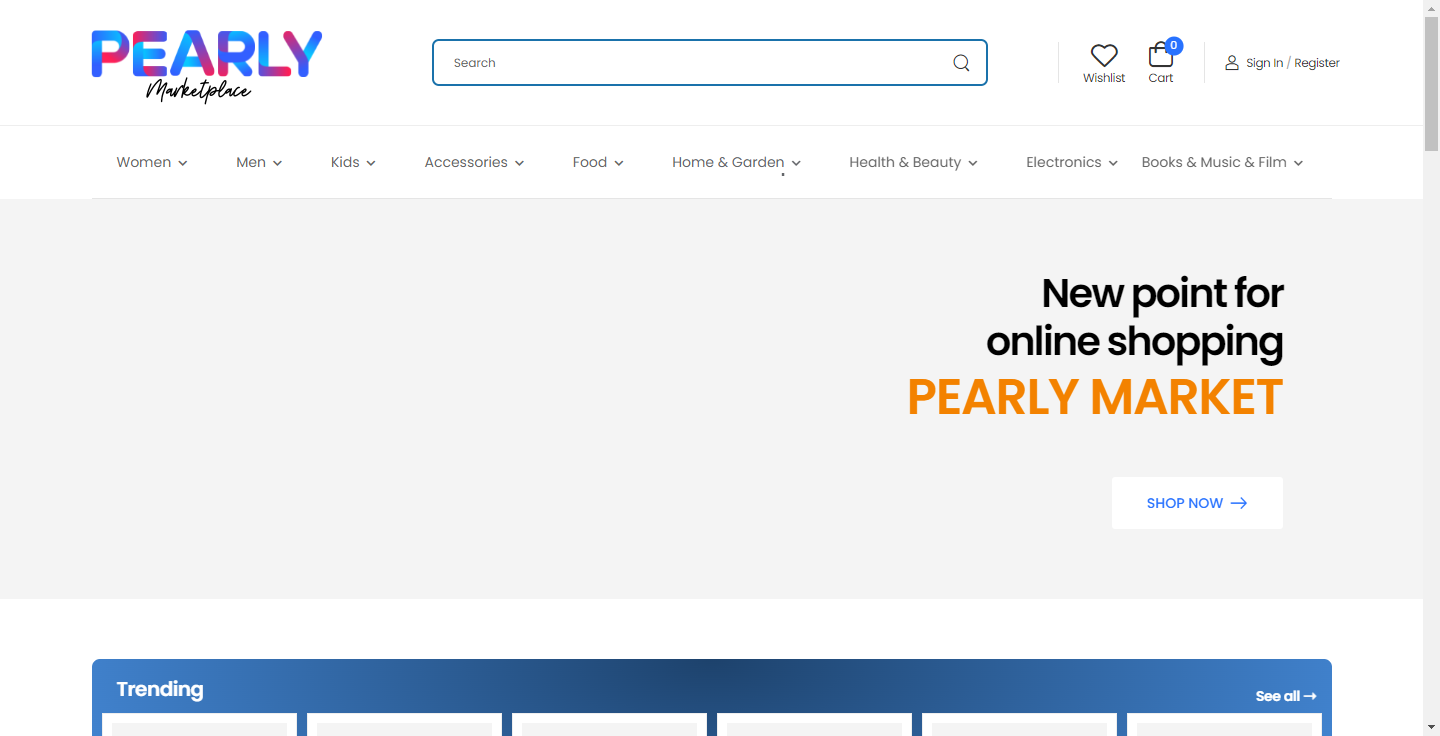 PEARLY
Marketplace
Search
Wishlist
0
Cart
Sign In / Register
Women
Men
Kids
Accessories
Food
Home & Garden
Health & Beauty
Electronics
Books & Music & Film
New point for
online shopping
PEARLY MARKET
SHOP NOW
Trending
See all